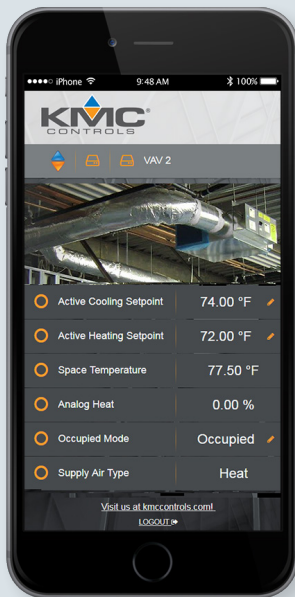 iPhone 9:48 AM 100%
KMC
CONTROLS
VAV 2
Active Cooling Setpoint 74.00 °F
Active Heating Setpoint 72.00 °F
Space Temperature 77.50 °F
Analog Heat 0.00 %
Occupied Mode Occupied
Supply Air Type Heat
Visit us at kmccontrols.com!
LOGOUT